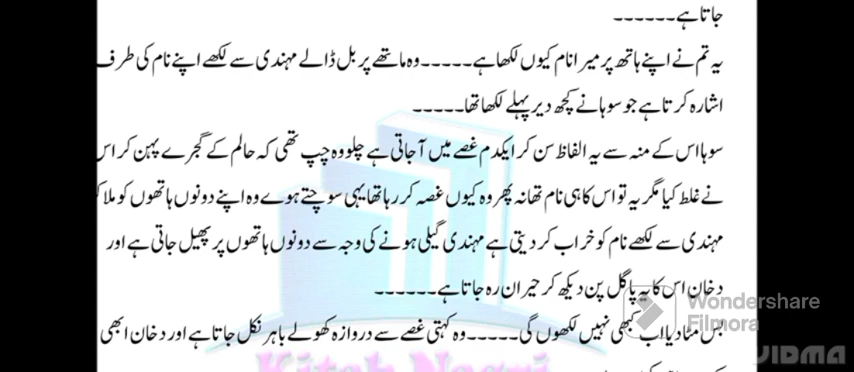 جاتا ہے۔۔۔۔۔۔
یہ تم نے اپنے ہاتھ پر میرا نام کیوں لکھا ہے۔۔۔۔۔ وہ ماتھے پر بل ڈالے مہندی سے لکھے اپنے نام کی طرف
اشارہ کرتا ہے جو سوہا نے کچھ دیر پہلے لکھا تھا۔۔۔۔۔
سوہا اس کے منہ سے یہ الفاظ سن کر ایکدم غصے میں آ جاتی ہے چلو وہ چپ تھی کہ حالم کے گجرے پہن کر اس
نے غلط کیا مگر یہ تو اس کا ہی نام تھا نہ پھر وہ کیوں غصہ کر رہا تھا یہی سوچتے ہوے وہ اپنے دونوں ہاتھوں کو ملا کر
مہندی سے لکھے نام کو خراب کر دیتی ہے مہندی گیلی ہونے کی وجہ سے دونوں ہاتھوں پر پھیل جاتی ہے اور
دخان اس کا یہ پاگل پن دیکھ کر حیران رہ جاتا ہے۔۔۔۔۔۔
بس مٹا دیا اب کبھی نہیں لکھوں گی۔۔۔۔۔ وہ کہتی غصے سے دروازہ کھولے باہر نکل جاتا ہے اور دخان ابھی
Wondershare
Filmora
VIDMA
Kitab Nagri